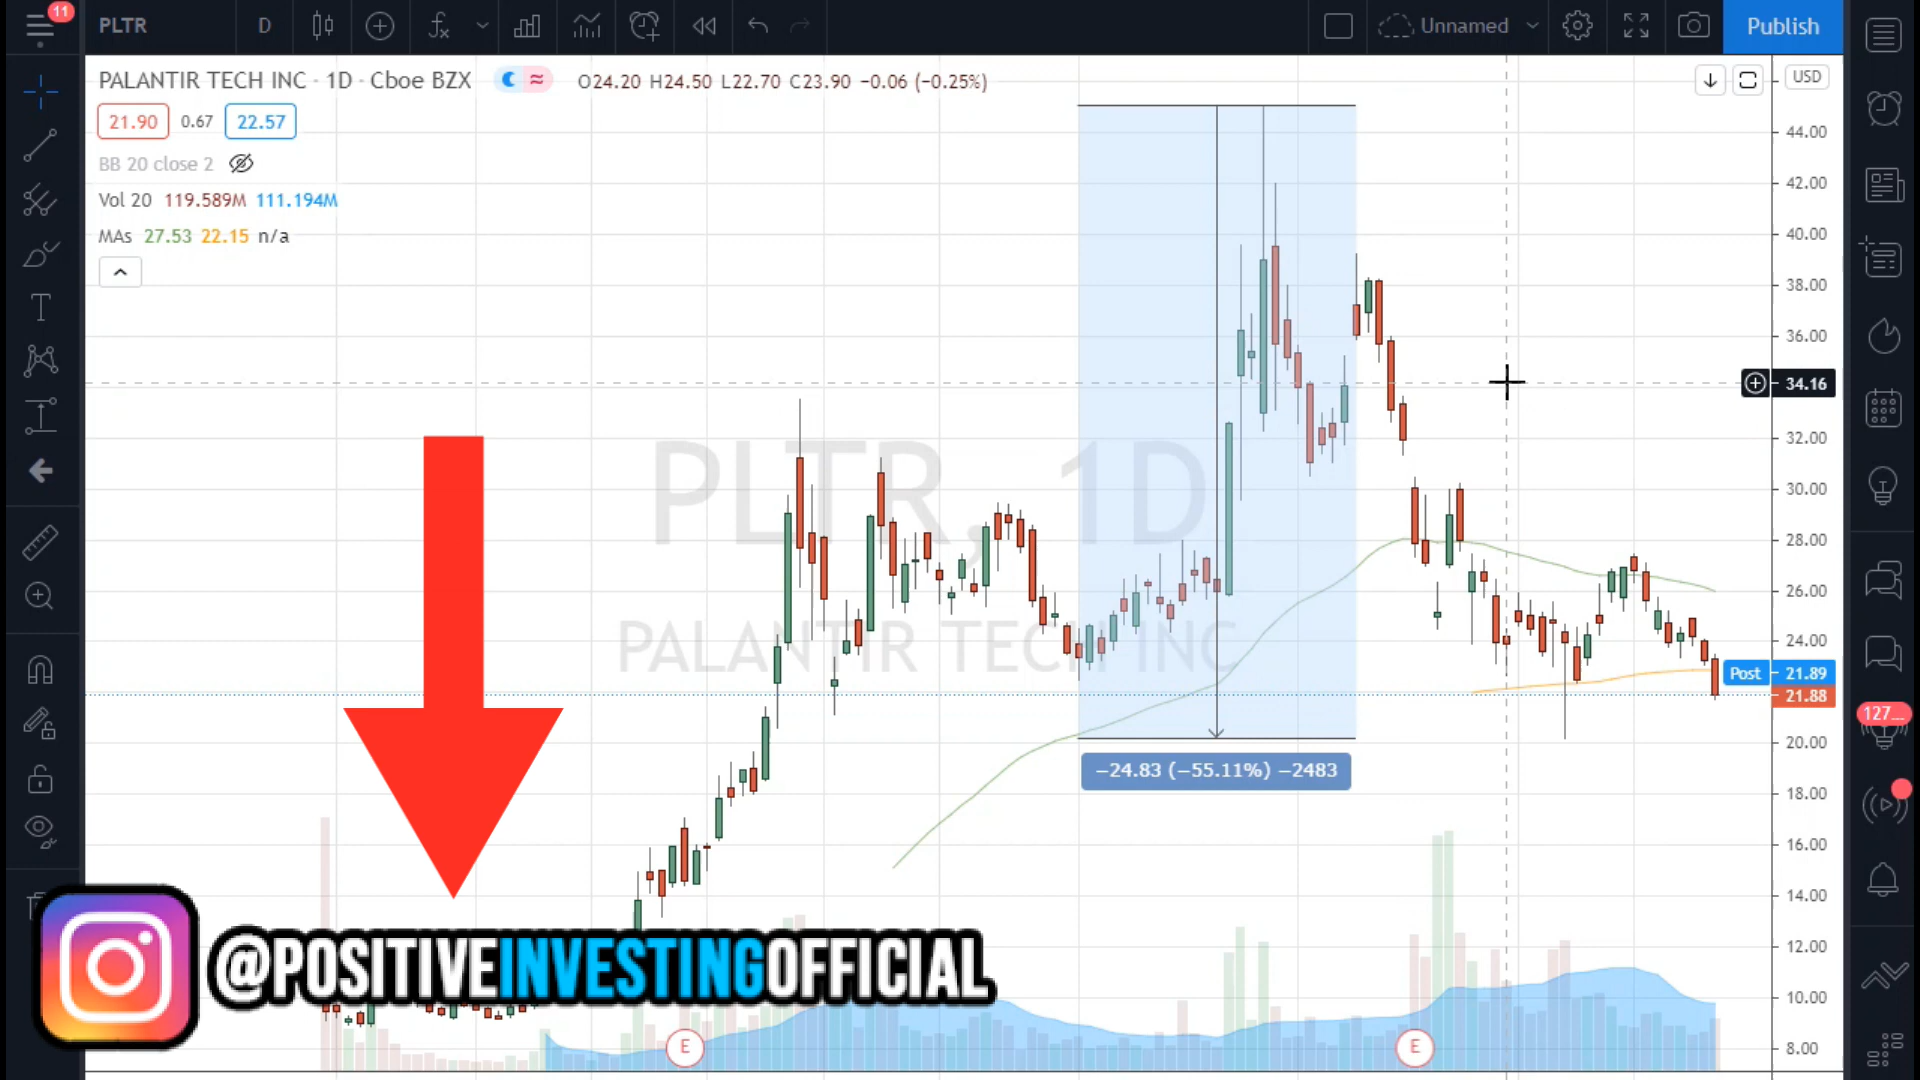 11
PLTR D Unnamed Publish
PALANTIR TECH INC · 1D · Cboe BZX O24.20 H24.50 L22.70 C23.90 −0.06 (−0.25%) USD
21.90 0.67 22.57
BB 20 close 2
Vol 20 119.589M 111.194M
MAs 27.53 22.15 n/a
44.00
42.00
40.00
38.00
36.00
34.16
32.00
30.00
28.00
26.00
24.00
Post 21.89
21.88
20.00
18.00
16.00
14.00
12.00
10.00
8.00
PLTR, 1D
PALANTIR TECH INC
−24.83 (−55.11%) −2483
127...
@POSITIVEINVESTINGOFFICIAL
E E